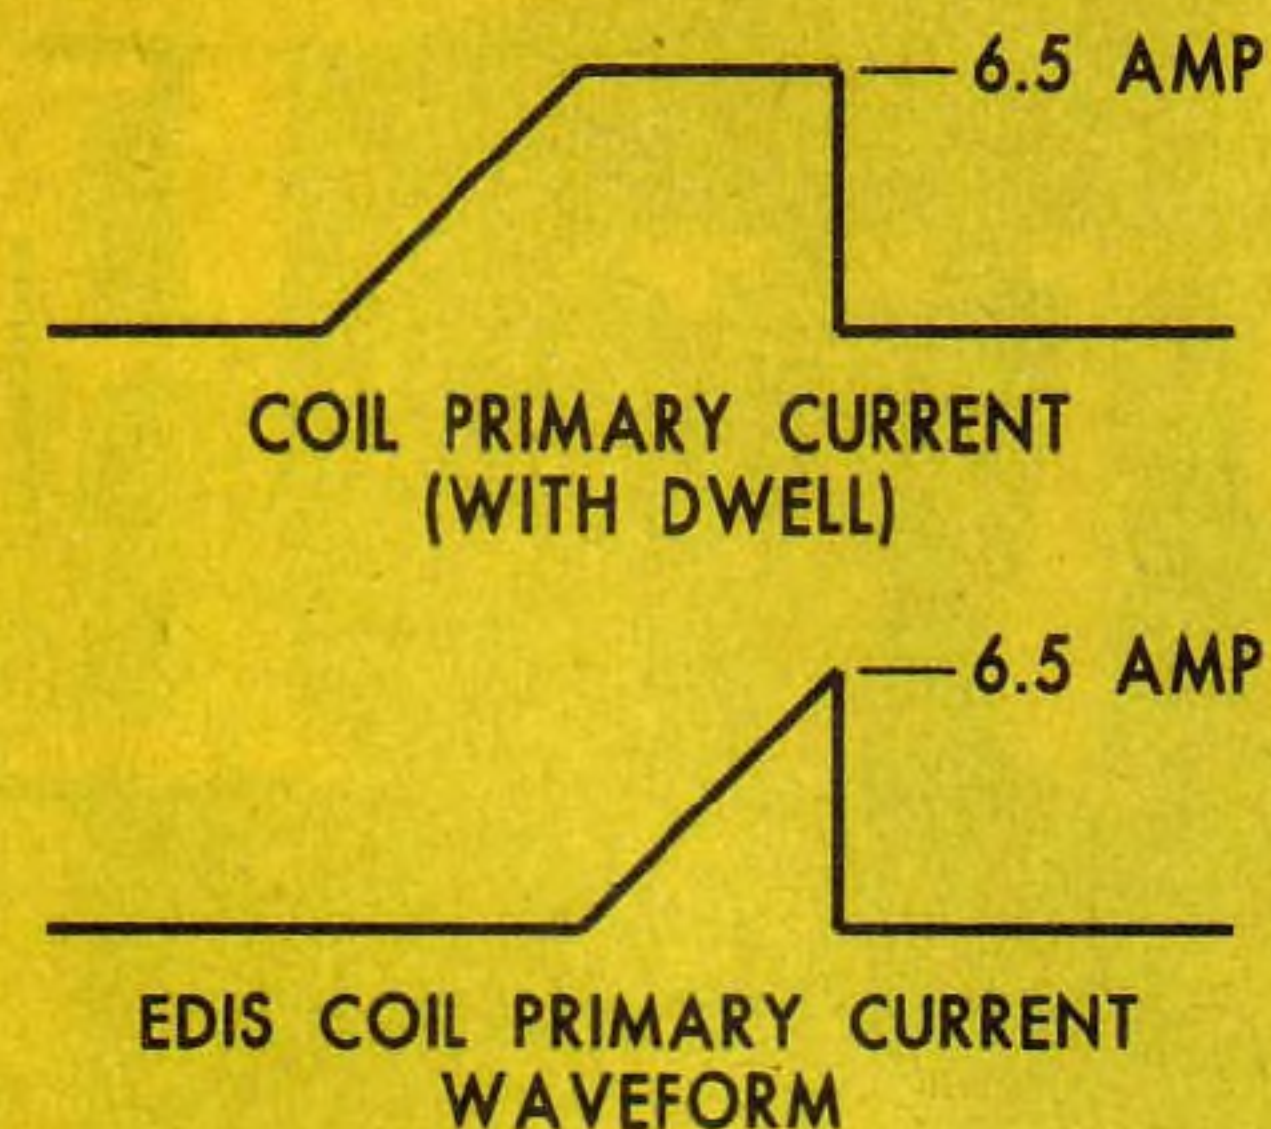 6.5 AMP
COIL PRIMARY CURRENT
(WITH DWELL)
6.5 AMP
EDIS COIL PRIMARY CURRENT
WAVEFORM